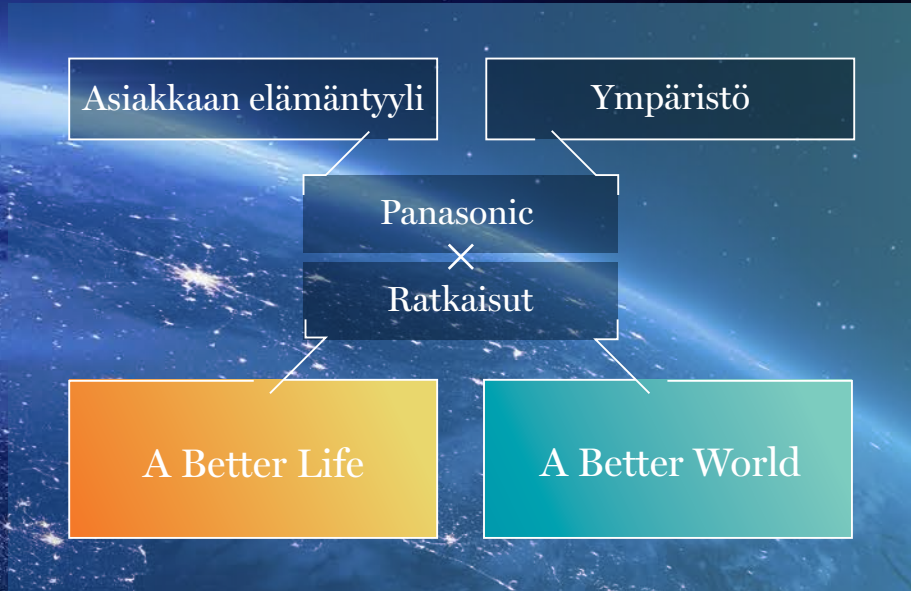 Asiakkaan elämäntyyli
Ympäristö
Panasonic
×
Ratkaisut
A Better Life
A Better World